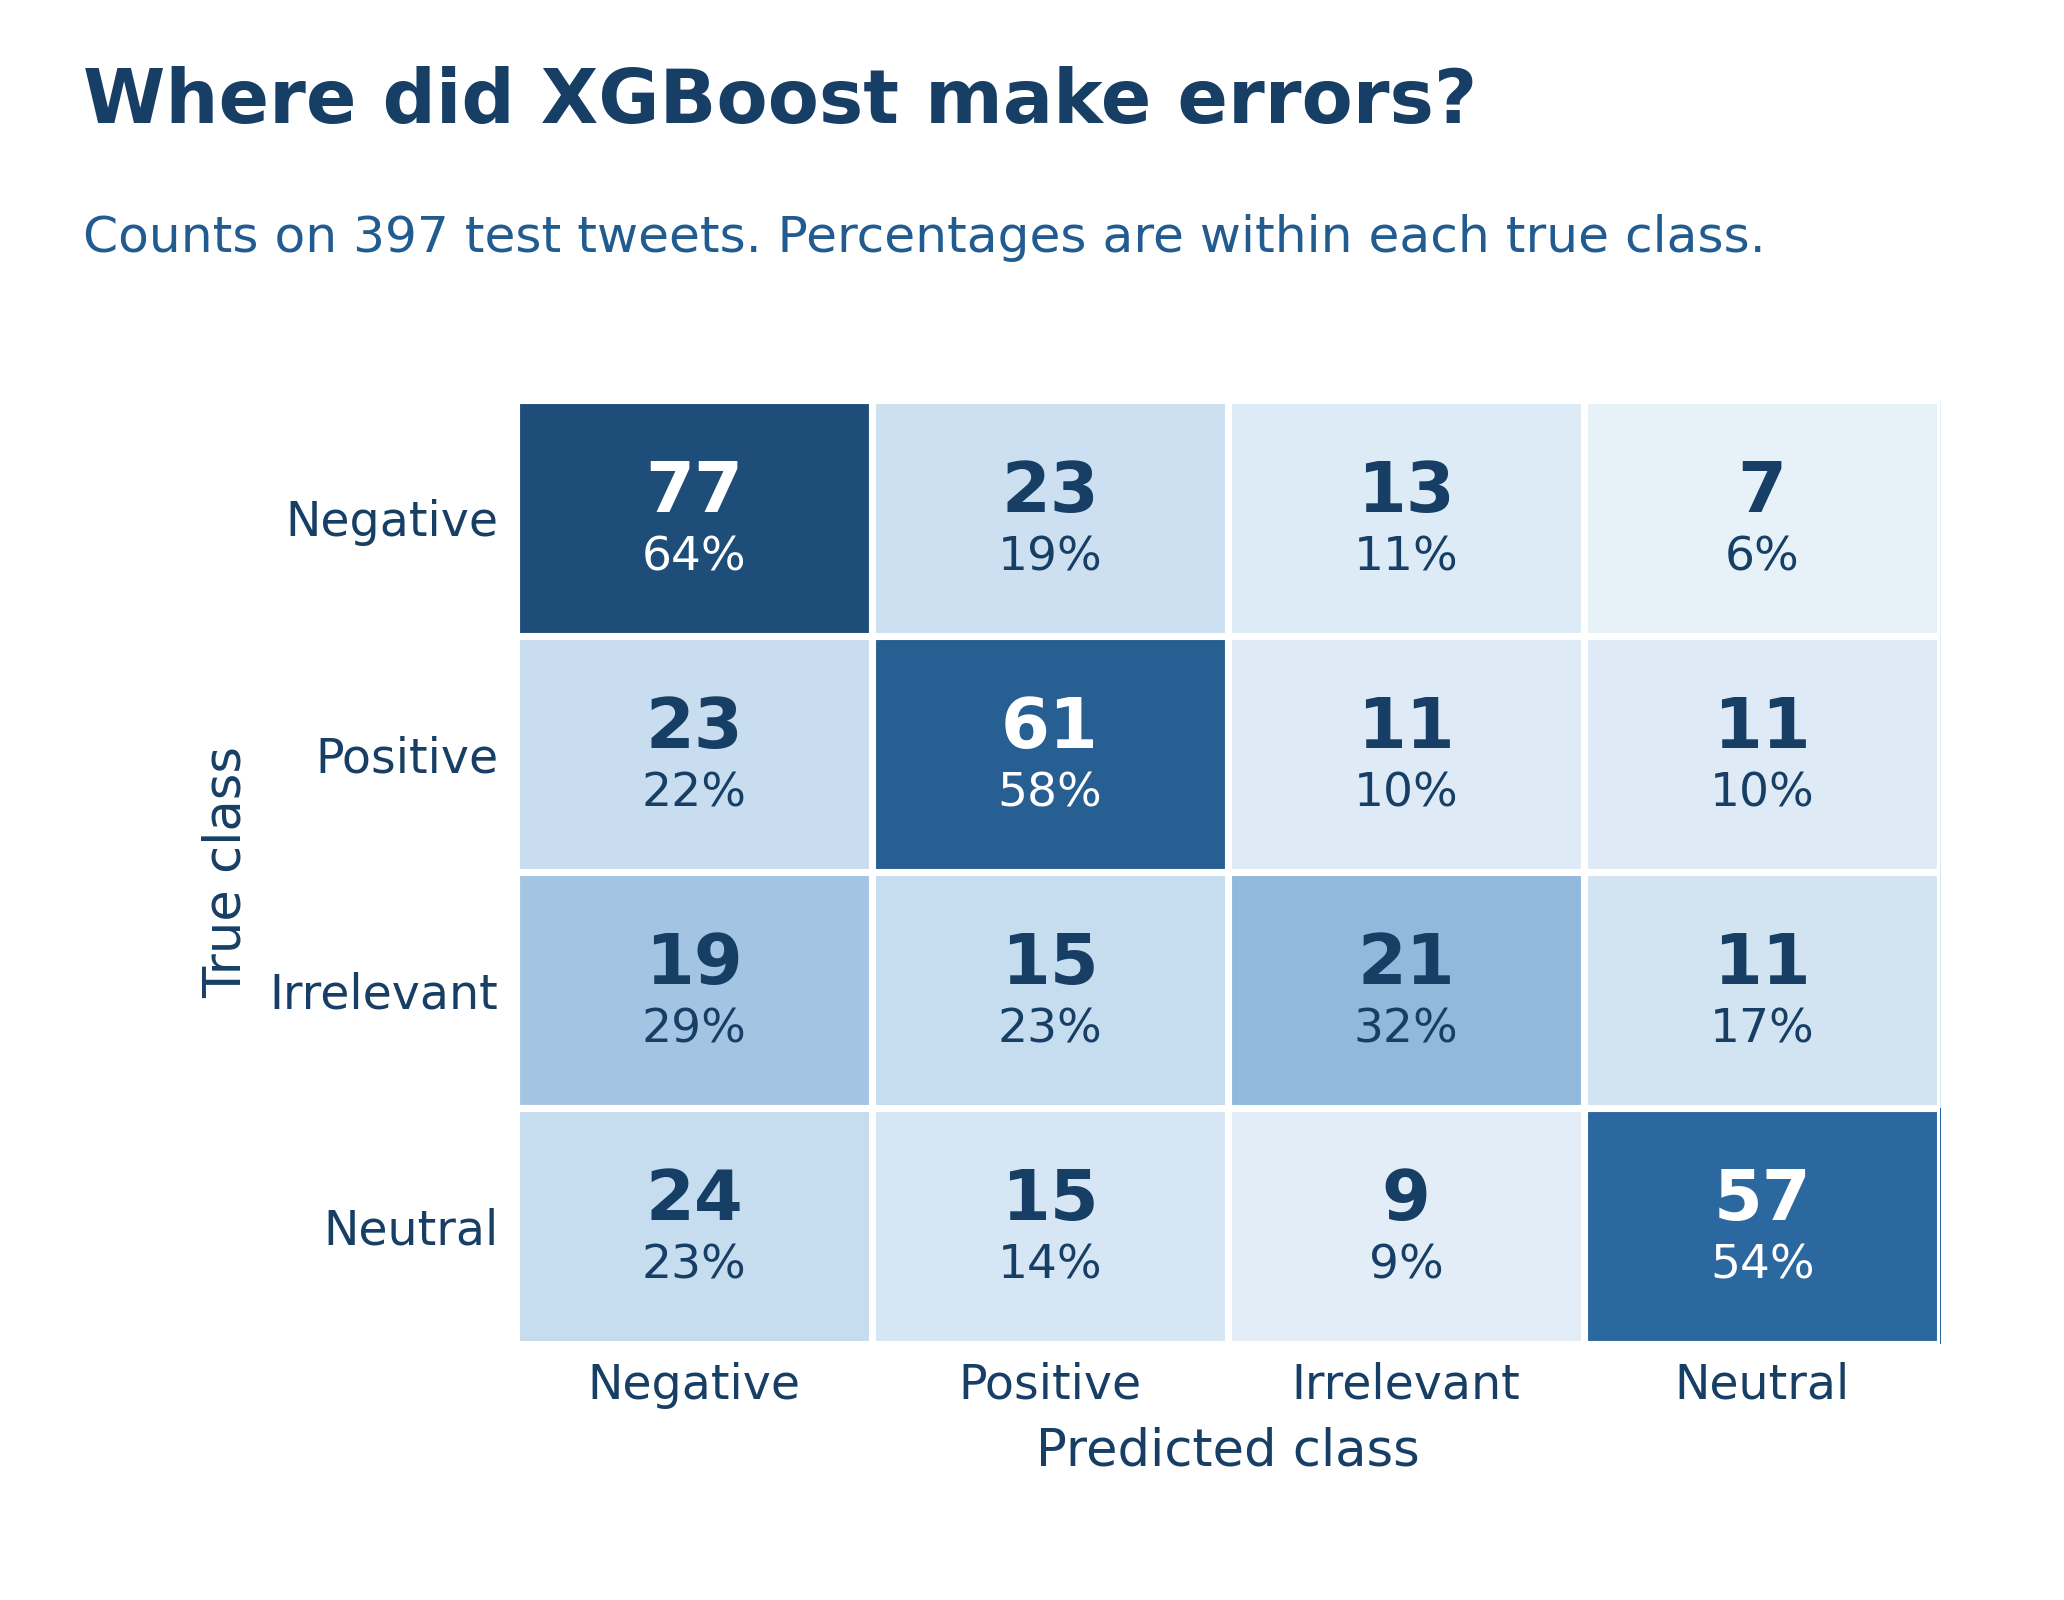 Where did XGBoost make errors?
Counts on 397 test tweets. Percentages are within each true class.
True class
Negative
77
64%
23
19%
13
11%
7
6%
Positive
23
22%
61
58%
11
10%
11
10%
Irrelevant
19
29%
15
23%
21
32%
11
17%
Neutral
24
23%
15
14%
9
9%
57
54%
Negative
Positive
Irrelevant
Neutral
Predicted class